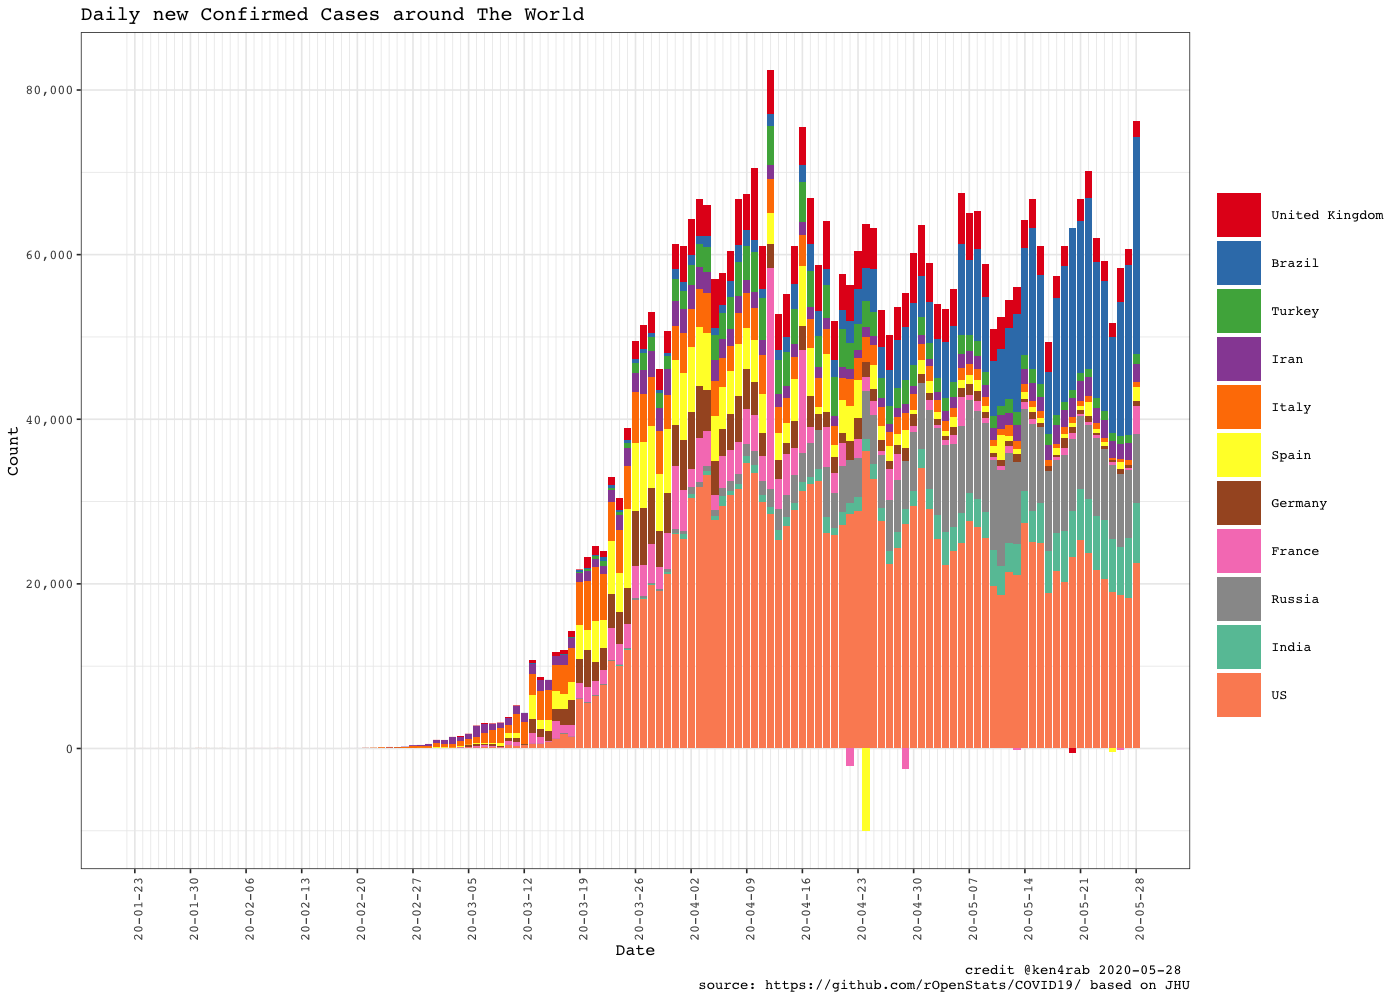 Daily new Confirmed Cases around The World
Count
80,000
60,000
40,000
20,000
0
20-01-23
20-01-30
20-02-06
20-02-13
20-02-20
20-02-27
20-03-05
20-03-12
20-03-19
20-03-26
20-04-02
20-04-09
20-04-16
20-04-23
20-04-30
20-05-07
20-05-14
20-05-21
20-05-28
Date
United Kingdom
Brazil
Turkey
Iran
Italy
Spain
Germany
France
Russia
India
US
credit @ken4rab 2020-05-28
source: https://github.com/rOpenStats/COVID19/ based on JHU